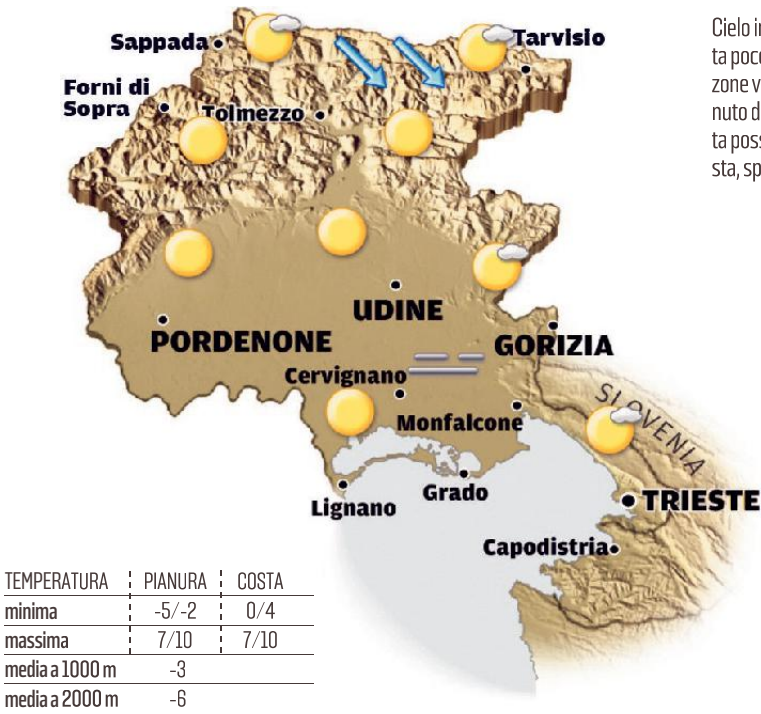 Sappada
Tarvisio
Forni di
Sopra
Tolmezzo
UDINE
PORDENONE
GORIZIA
Cervignano
Monfalcone
SLOVENIA
Lignano
Grado
TRIESTE
Capodistria
Cielo in
ta poc
zone v
nuto d
ta poss
sta, sp
TEMPERATURA PIANURA COSTA
minima -5/-2 0/4
massima 7/10 7/10
media a 1000 m -3
media a 2000 m -6